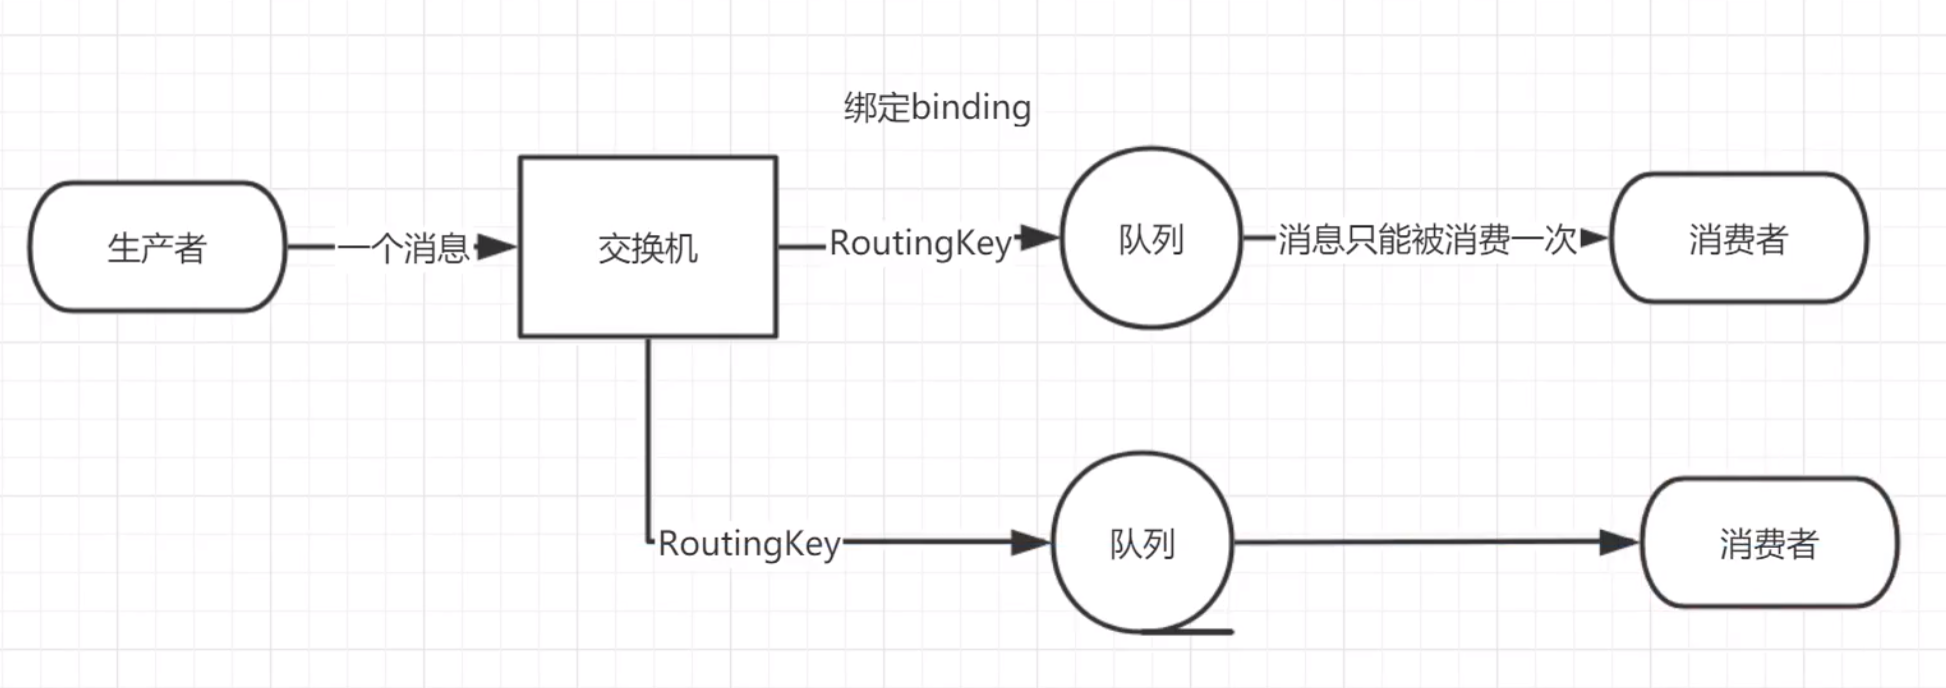 绑定binding
生产者
一个消息
交换机
RoutingKey
队列
消息只能被消费一次
消费者
RoutingKey
队列
消费者